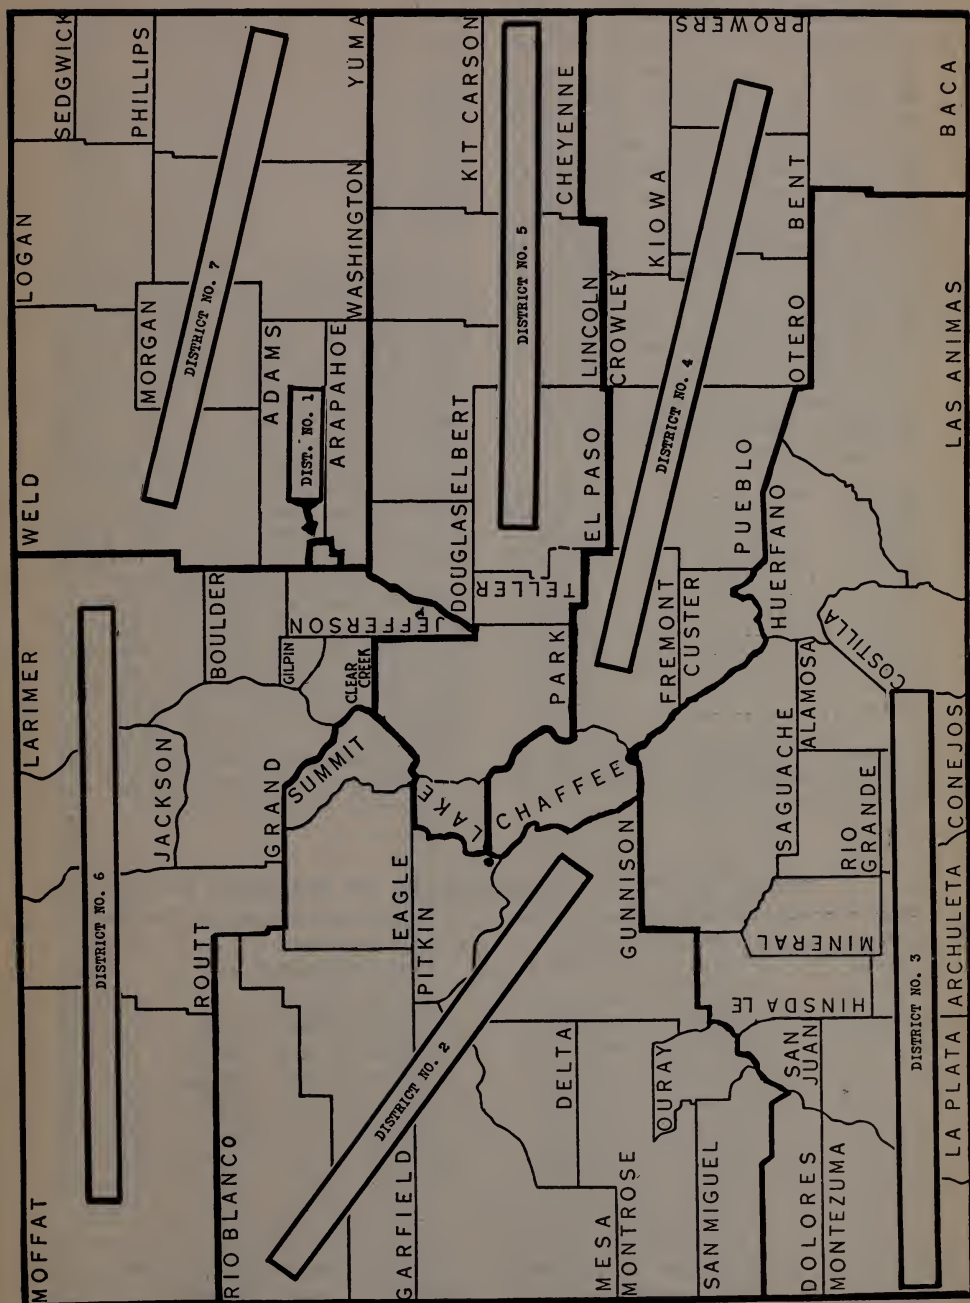 MOFFAT
LARIMER
WELD
LOGAN
SEDGWICK
PHILLIPS
DISTRICT NO. 6
JACKSON
ROUTT
GRAND
BOULDER
GILPIN
CLEAR
CREEK
JEFFERSON
MORGAN
DISTRICT NO. 7
YUMA
WASHINGTON
ADAMS
DIST. NO. 1
ARAPAHOE
RIO BLANCO
GARFIELD
EAGLE
SUMMIT
PITKIN
LAKE
CHAFFEE
PARK
DOUGLAS
ELBERT
TELLER
EL PASO
LINCOLN
DISTRICT NO. 5
KIT CARSON
CHEYENNE
DISTRICT NO. 2
MESA
DELTA
MONTROSE
GUNNISON
OURAY
SAN MIGUEL
FREMONT
CUSTER
PUEBLO
DISTRICT NO. 4
CROWLEY
KIOWA
PROWERS
OTERO
BENT
DOLORES
SAN
JUAN
HINSDALE
MINERAL
SAGUACHE
RIO
GRANDE
ALAMOSA
HUERFANO
COSTILLA
MONTEZUMA
DISTRICT NO. 3
LA PLATA
ARCHULETA
CONEJOS
LAS ANIMAS
BACA